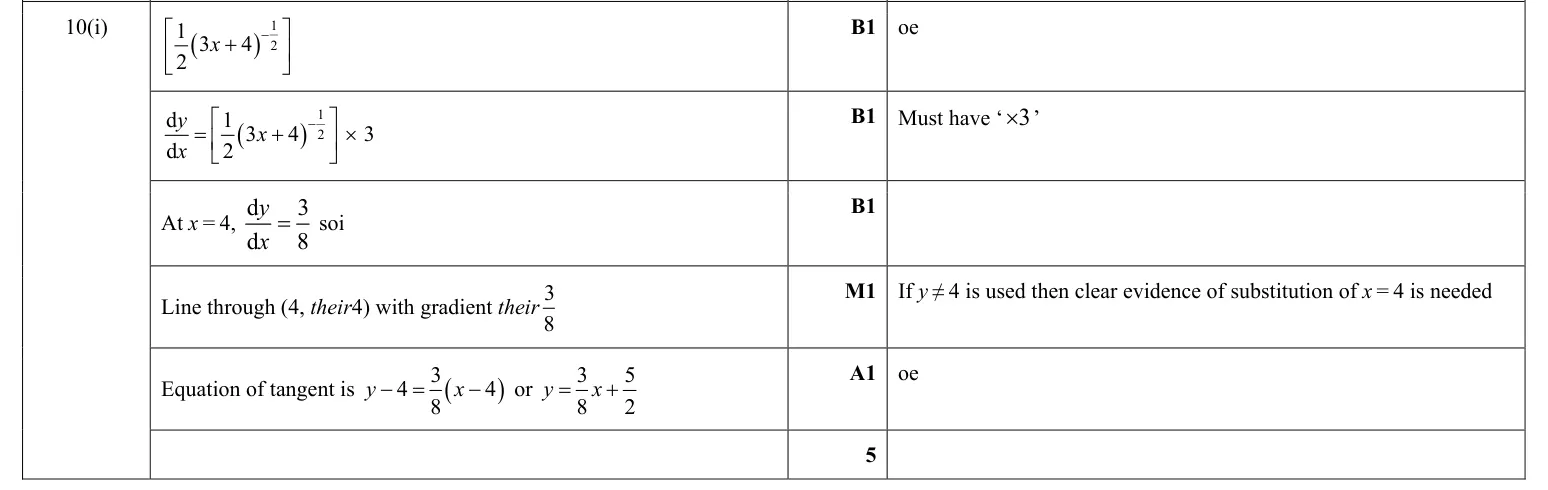 10(i) [1/2(3x + 4)^(−1/2)] B1 oe
dy/dx = [1/2(3x + 4)^(−1/2)] × 3 B1 Must have ‘ ×3 ’
At x = 4, dy/dx = 3/8 soi B1
Line through (4, their4) with gradient their 3/8 M1 If y ≠ 4 is used then clear evidence of substitution of x = 4 is needed
Equation of tangent is y − 4 = 3/8(x − 4) or y = 3/8x + 5/2 A1 oe
5